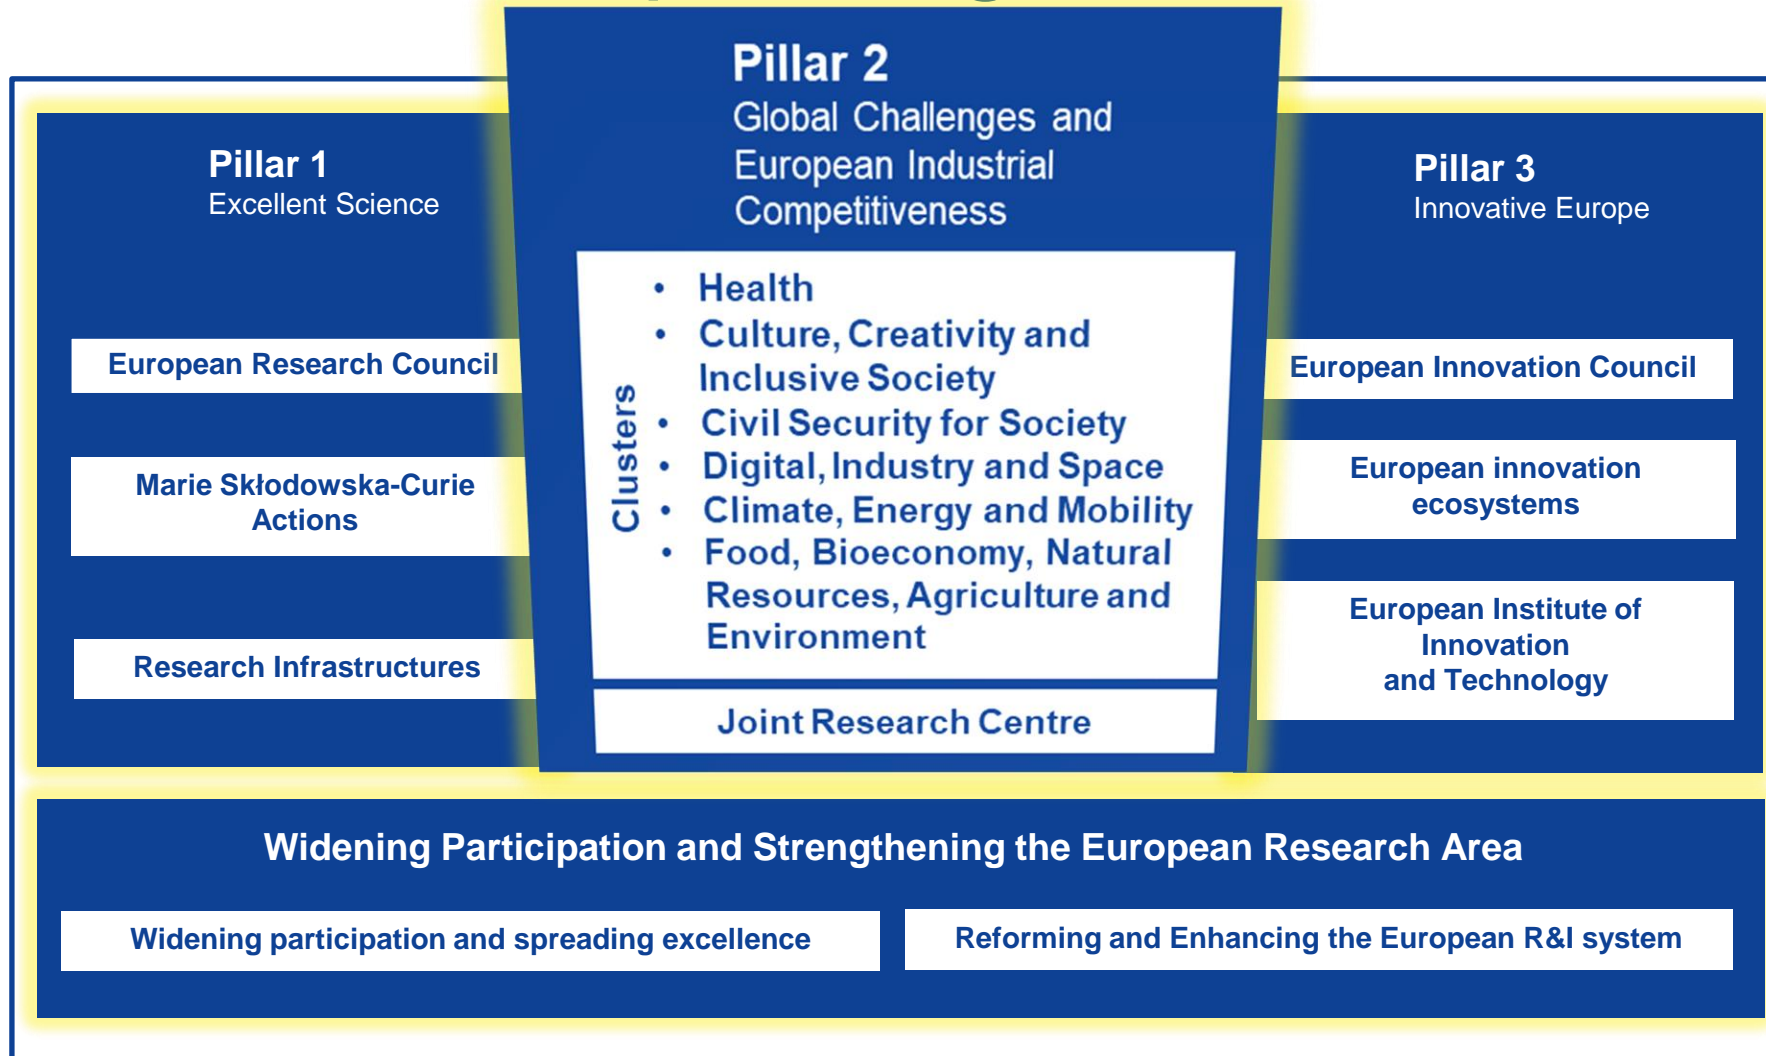 Pillar 1
Excellent Science
European Research Council
Marie Skłodowska-Curie
Actions
Research Infrastructures
Pillar 2
Global Challenges and
European Industrial
Competitiveness
Clusters
• Health
• Culture, Creativity and
Inclusive Society
• Civil Security for Society
• Digital, Industry and Space
• Climate, Energy and Mobility
• Food, Bioeconomy, Natural
Resources, Agriculture and
Environment
Joint Research Centre
Pillar 3
Innovative Europe
European Innovation Council
European innovation
ecosystems
European Institute of
Innovation
and Technology
Widening Participation and Strengthening the European Research Area
Widening participation and spreading excellence
Reforming and Enhancing the European R&I system